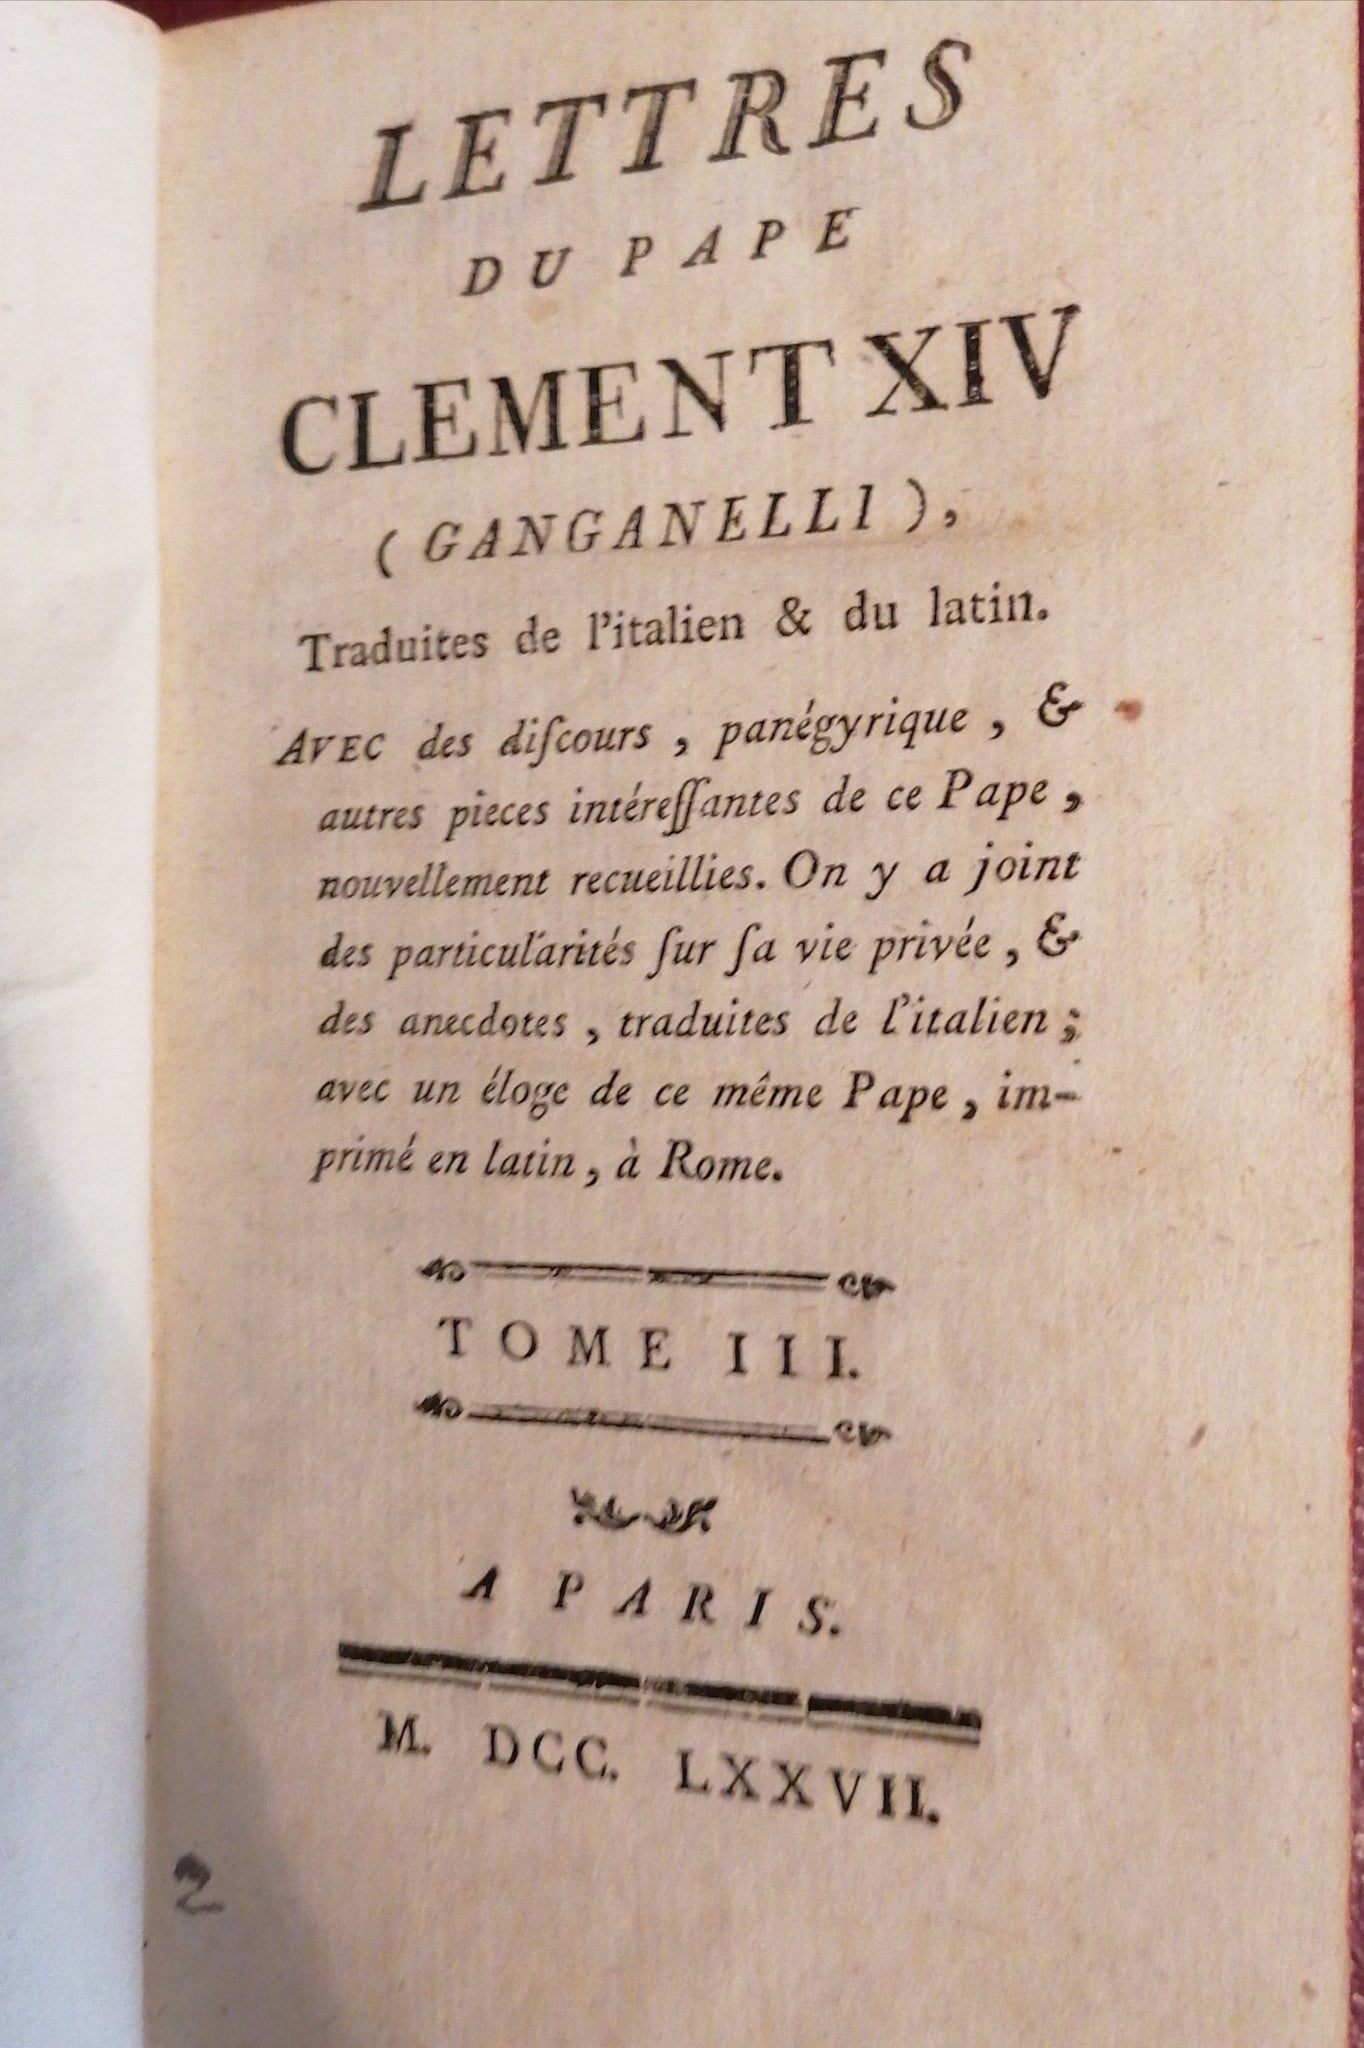 LETTRES
DU PAPE
CLEMENT XIV
( GANGANELLI ),
Traduites de l'italien & du latin.
AVEC des diſcours , panégyrique , &
autres pieces intéreſſantes de ce Pape ,
nouvellement recueillies. On y a joint
des particularités ſur ſa vie privée , &
des anecdotes , traduites de l'italien ;
avec un éloge de ce même Pape , im-
primé en latin , à Rome.
TOME III.
A PARIS.
M. DCC. LXXVII.
2